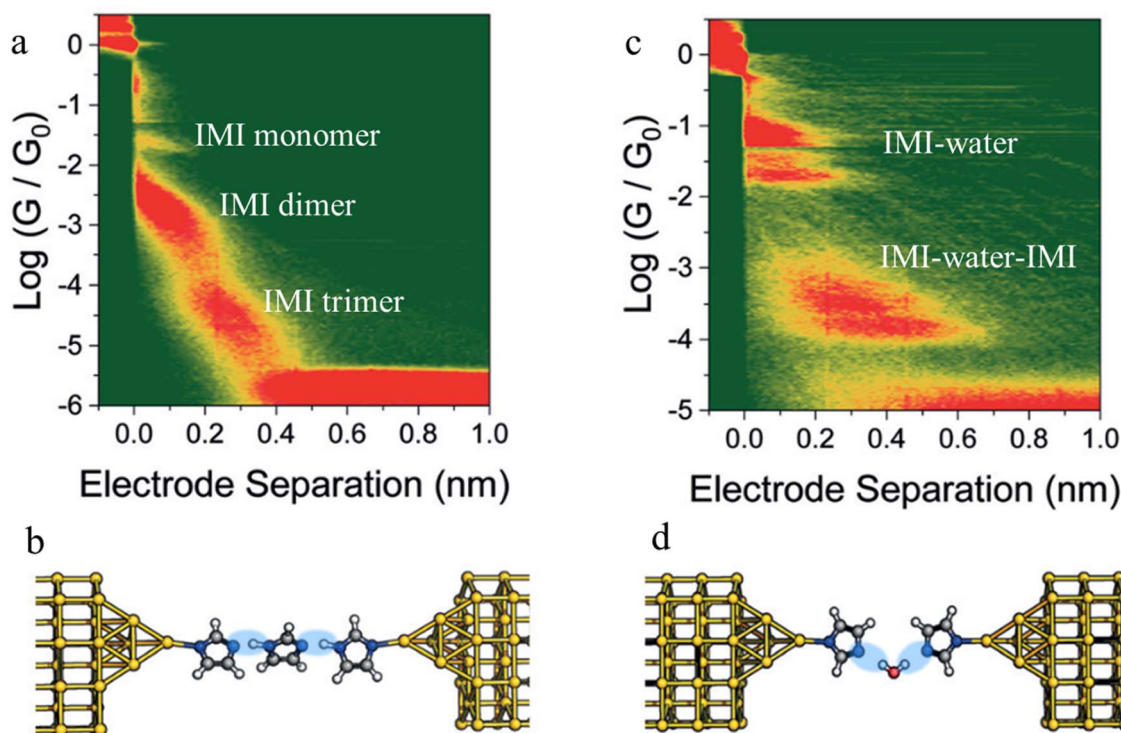 a
Log (G / G₀)
0
-1
-2
-3
-4
-5
-6
IMI monomer
IMI dimer
IMI trimer
0.0 0.2 0.4 0.6 0.8 1.0
Electrode Separation (nm)
c
Log (G / G₀)
0
-1
-2
-3
-4
-5
IMI-water
IMI-water-IMI
0.0 0.2 0.4 0.6 0.8 1.0
Electrode Separation (nm)
b
d